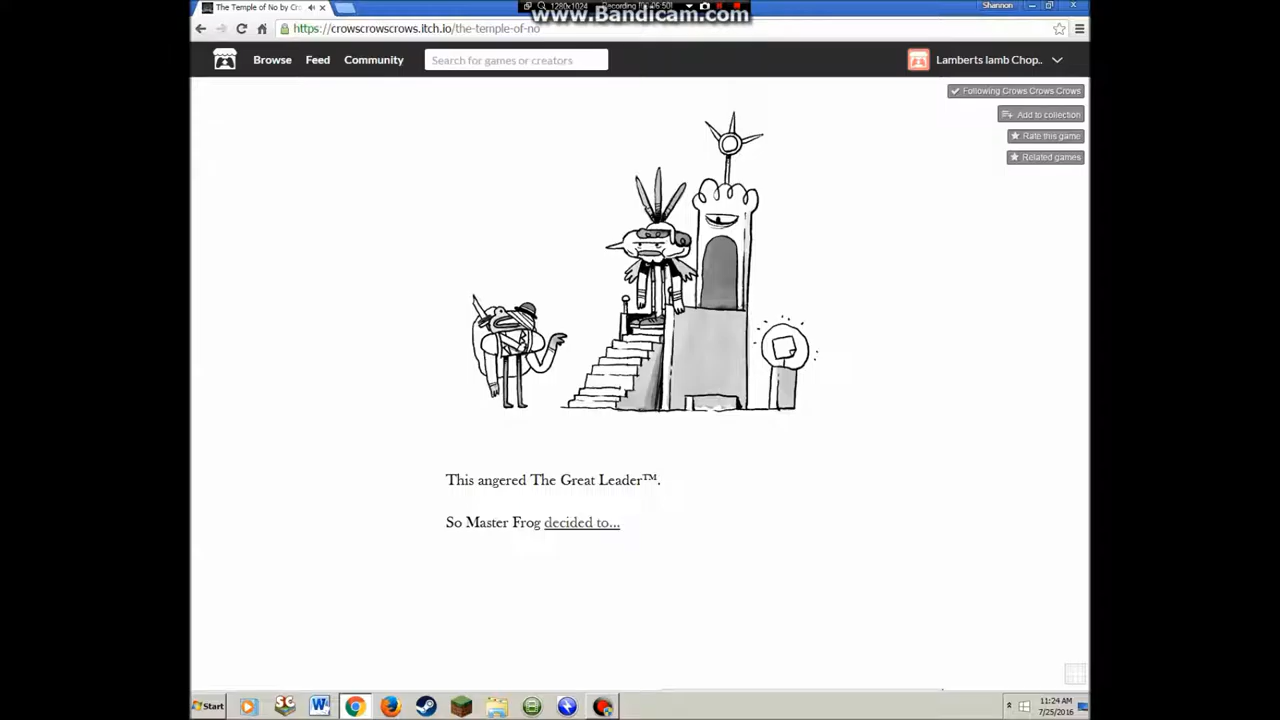 www.Bandicam.com
1280x1024 Recording
The Temple of No by Cr
Shannon
https://crowscrowscrows.itch.io/the-temple-of-no
Browse Feed Community Search for games or creators Lamberts lamb Chop..
Following Crows Crows Crows
Add to collection
Rate this game
Related games
This angered The Great Leader™.
So Master Frog decided to...
Start
11:24 AM
7/25/2016